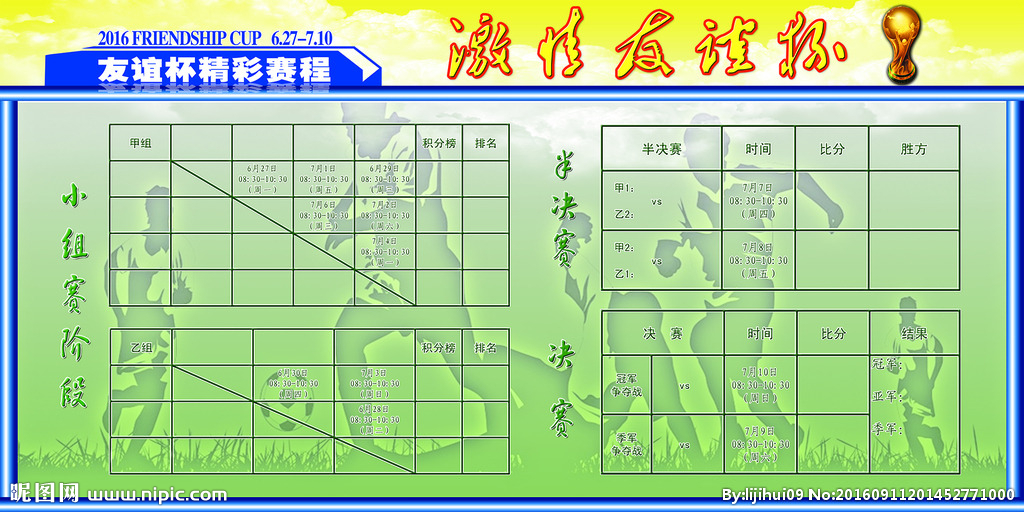 2016 FRIENDSHIP CUP 6.27-7.10
友谊杯精彩赛程
激情友谊杯
小组赛阶段
甲组 积分榜 排名
6月27日 7月1日 6月29日
08:30-10:30 08:30-10:30 08:30-10:30
(周一) (周五) (周三)
7月6日 7月2日
08:30-10:30 08:30-10:30
(周三) (周六)
7月4日
08:30-10:30
(周一)
乙组 积分榜 排名
6月30日 7月3日
08:30-10:30 08:30-10:30
(周四) (周日)
6月28日
08:30-10:30
(周二)
半决赛
半决赛 时间 比分 胜方
甲1: vs 乙2:
7月7日
08:30-10:30
(周四)
甲2: vs 乙1:
7月8日
08:30-10:30
(周五)
决赛
决 赛 时间 比分 结果
冠军
争夺战
vs
7月10日
08:30-10:30
(周日)
季军
争夺战
vs
7月9日
08:30-10:30
(周六)
冠军:
亚军:
季军:
昵图网 www.nipic.com
By:lijihui09 No:20160911201452771000